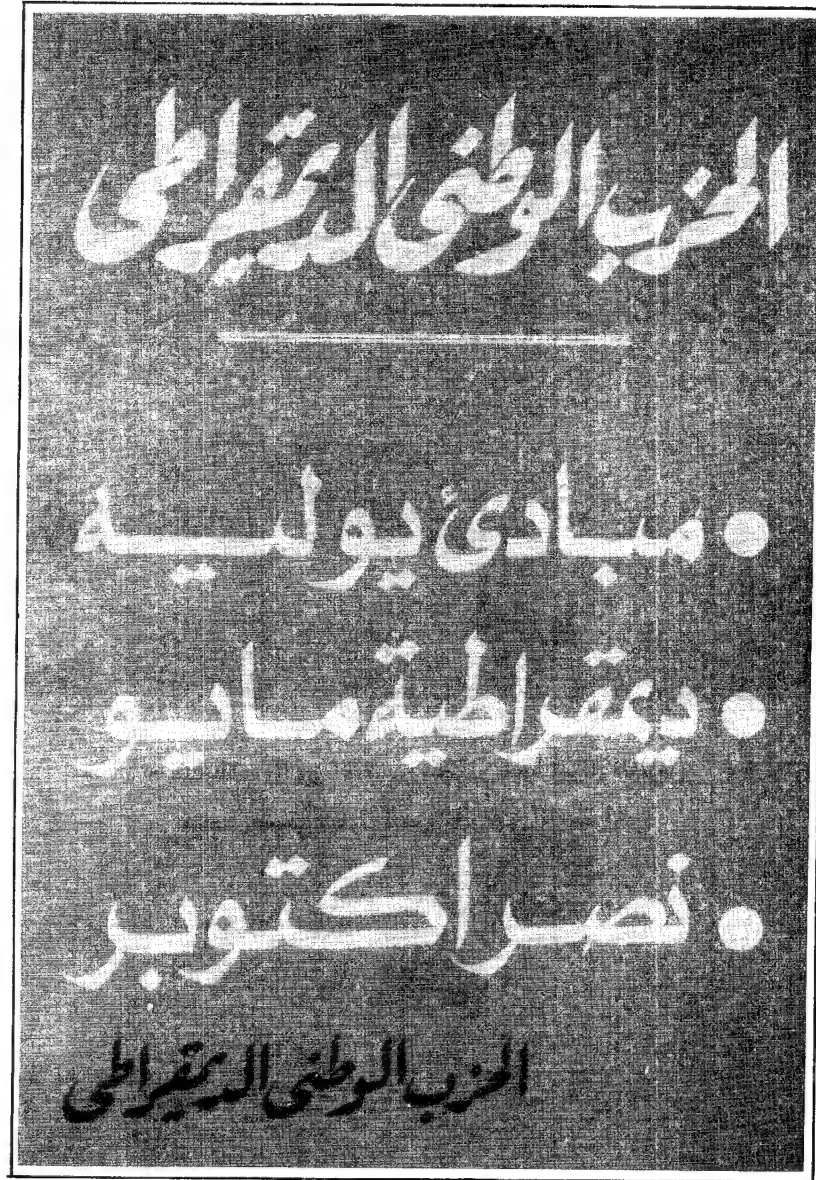 الحزب الوطنى الديمقراطى
• مبادئ يوليه
• ديمقراطية مايو
• نصر اكتوبر
الحزب الوطنى الديمقراطى